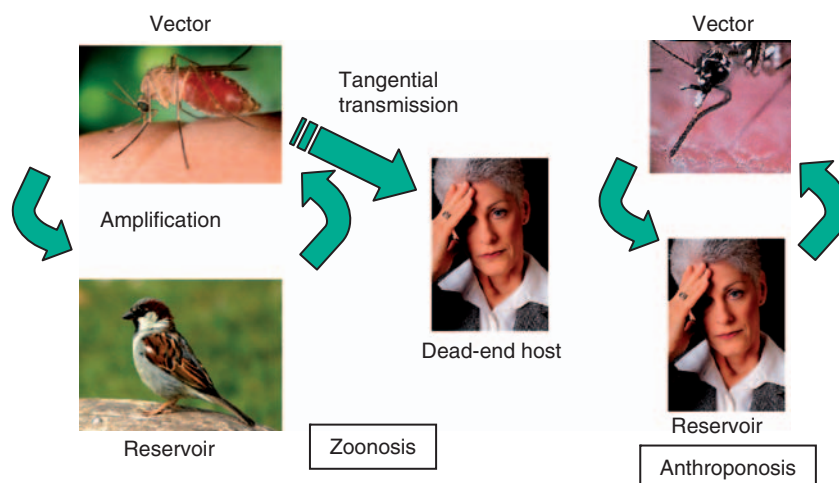 Vector
Tangential
transmission
Amplification
Dead-end host
Reservoir
Zoonosis
Vector
Reservoir
Anthroponosis